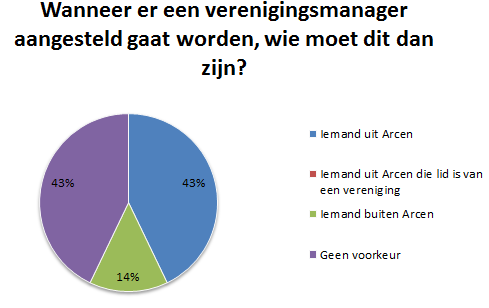 Wanneer er een verenigingsmanager
aangesteld gaat worden, wie moet dit dan
zijn?
43%
43%
14%
Iemand uit Arcen
Iemand uit Arcen die lid is van
een vereniging
Iemand buiten Arcen
Geen voorkeur